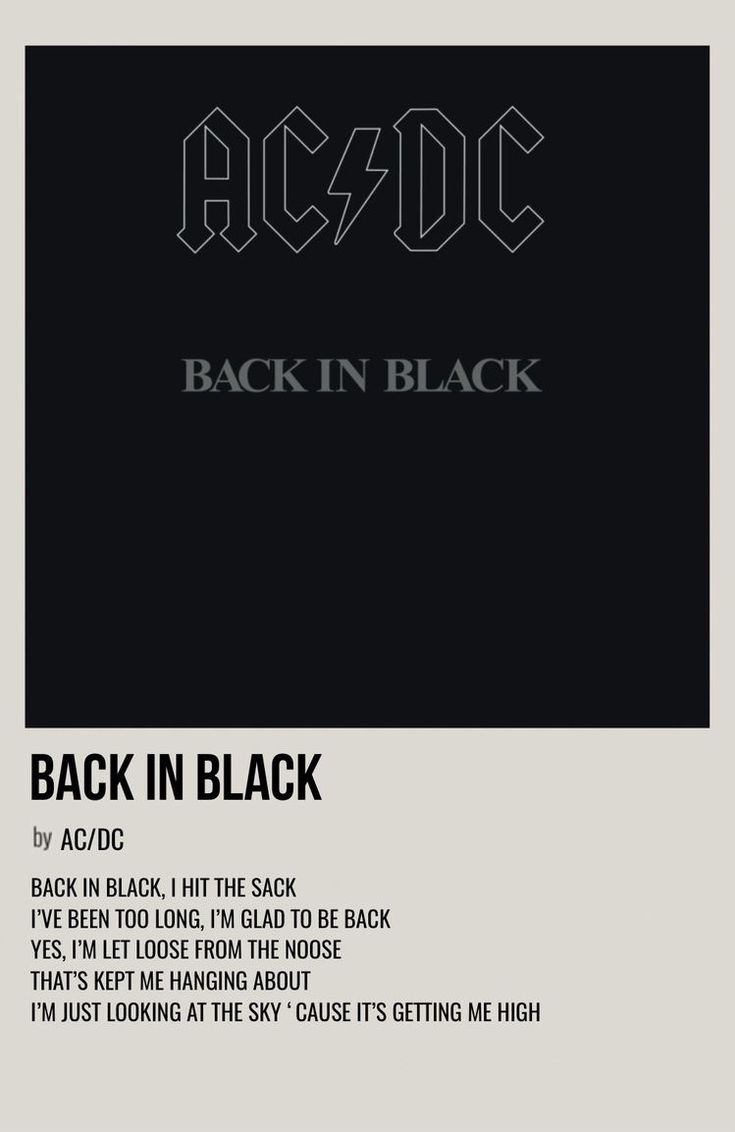 AC⚡DC
BACK IN BLACK
BACK IN BLACK
by AC/DC
BACK IN BLACK, I HIT THE SACK
I’VE BEEN TOO LONG, I’M GLAD TO BE BACK
YES, I’M LET LOOSE FROM THE NOOSE
THAT’S KEPT ME HANGING ABOUT
I’M JUST LOOKING AT THE SKY ‘ CAUSE IT’S GETTING ME HIGH